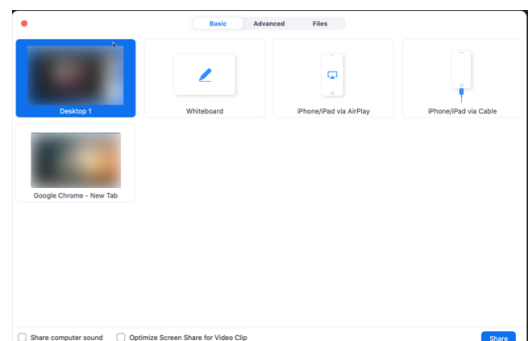 Basic Advanced Files
Desktop 1 Whiteboard iPhone/iPad via AirPlay iPhone/iPad via Cable
Google Chrome - New Tab
Share computer sound Optimize Screen Share for Video Clip Share